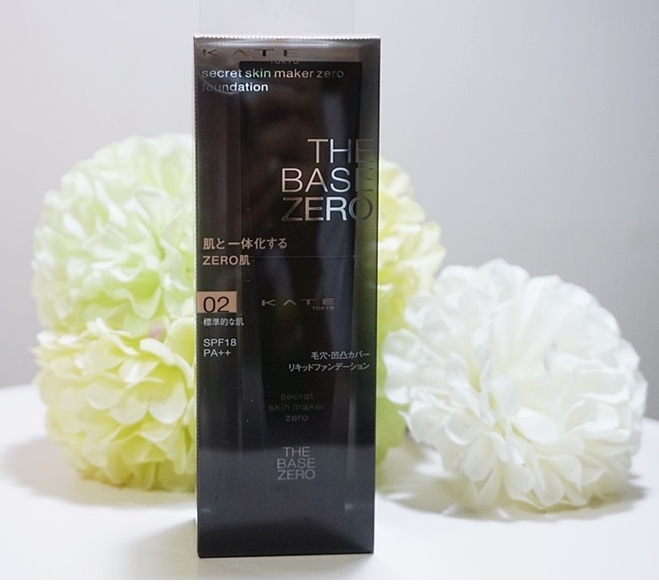 KATE
TOKYO
secret skin maker zero
foundation
THE
BASE
ZERO
肌と一体化する
ZERO肌
02
標準的な肌
KATE
TOKYO
SPF18
PA++
毛穴・凹凸カバー
リキッドファンデーション
secret
skin maker
zero
THE
BASE
ZERO